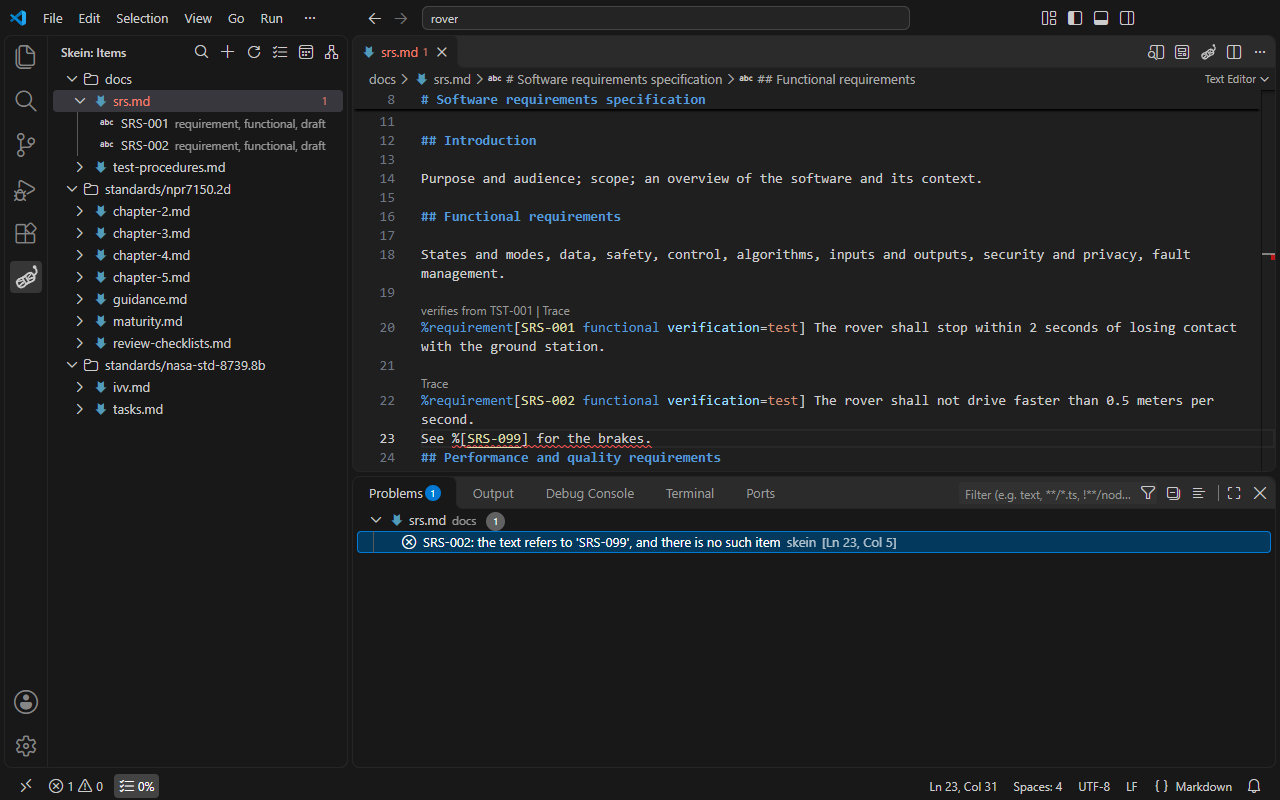 File Edit Selection View Go Run ···
rover
Skein: Items
docs
srs.md 1
SRS-001 requirement, functional, draft
SRS-002 requirement, functional, draft
test-procedures.md
standards/npr7150.2d
chapter-2.md
chapter-3.md
chapter-4.md
chapter-5.md
guidance.md
maturity.md
review-checklists.md
standards/nasa-std-8739.8b
ivv.md
tasks.md
srs.md 1
docs > srs.md > abc # Software requirements specification > abc ## Functional requirements
Text Editor
8 # Software requirements specification
11
12 ## Introduction
13
14 Purpose and audience; scope; an overview of the software and its context.
15
16 ## Functional requirements
17
18 States and modes, data, safety, control, algorithms, inputs and outputs, security and privacy, fault
management.
19
verifies from TST-001 | Trace
20 %requirement[SRS-001 functional verification=test] The rover shall stop within 2 seconds of losing contact
with the ground station.
21
Trace
22 %requirement[SRS-002 functional verification=test] The rover shall not drive faster than 0.5 meters per
second.
23 See %[SRS-099] for the brakes.
24 ## Performance and quality requirements
Problems 1 Output Debug Console Terminal Ports
Filter (e.g. text, **/*.ts, !**/nod...
srs.md docs 1
SRS-002: the text refers to 'SRS-099', and there is no such item skein [Ln 23, Col 5]
1 0 0%
Ln 23, Col 31 Spaces: 4 UTF-8 LF { } Markdown